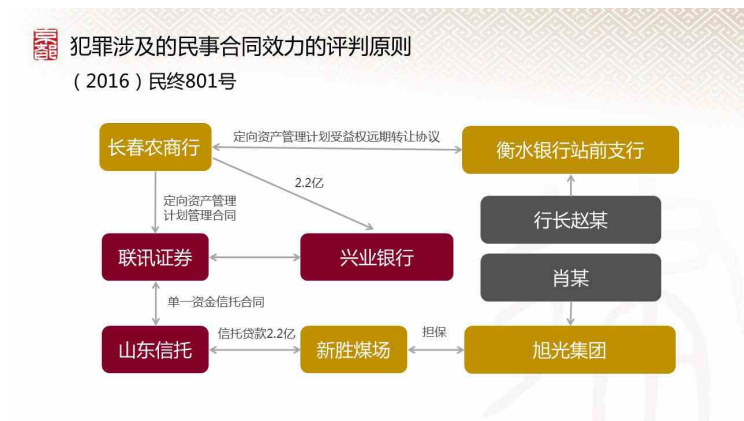 京都
犯罪涉及的民事合同效力的评判原则
（2016）民终801号
长春农商行
定向资产管理计划受益权远期转让协议
衡水银行站前支行
2.2亿
定向资产管理
计划管理合同
行长赵某
联讯证券
兴业银行
肖某
单一资金信托合同
山东信托
信托贷款2.2亿
新胜煤场
担保
旭光集团